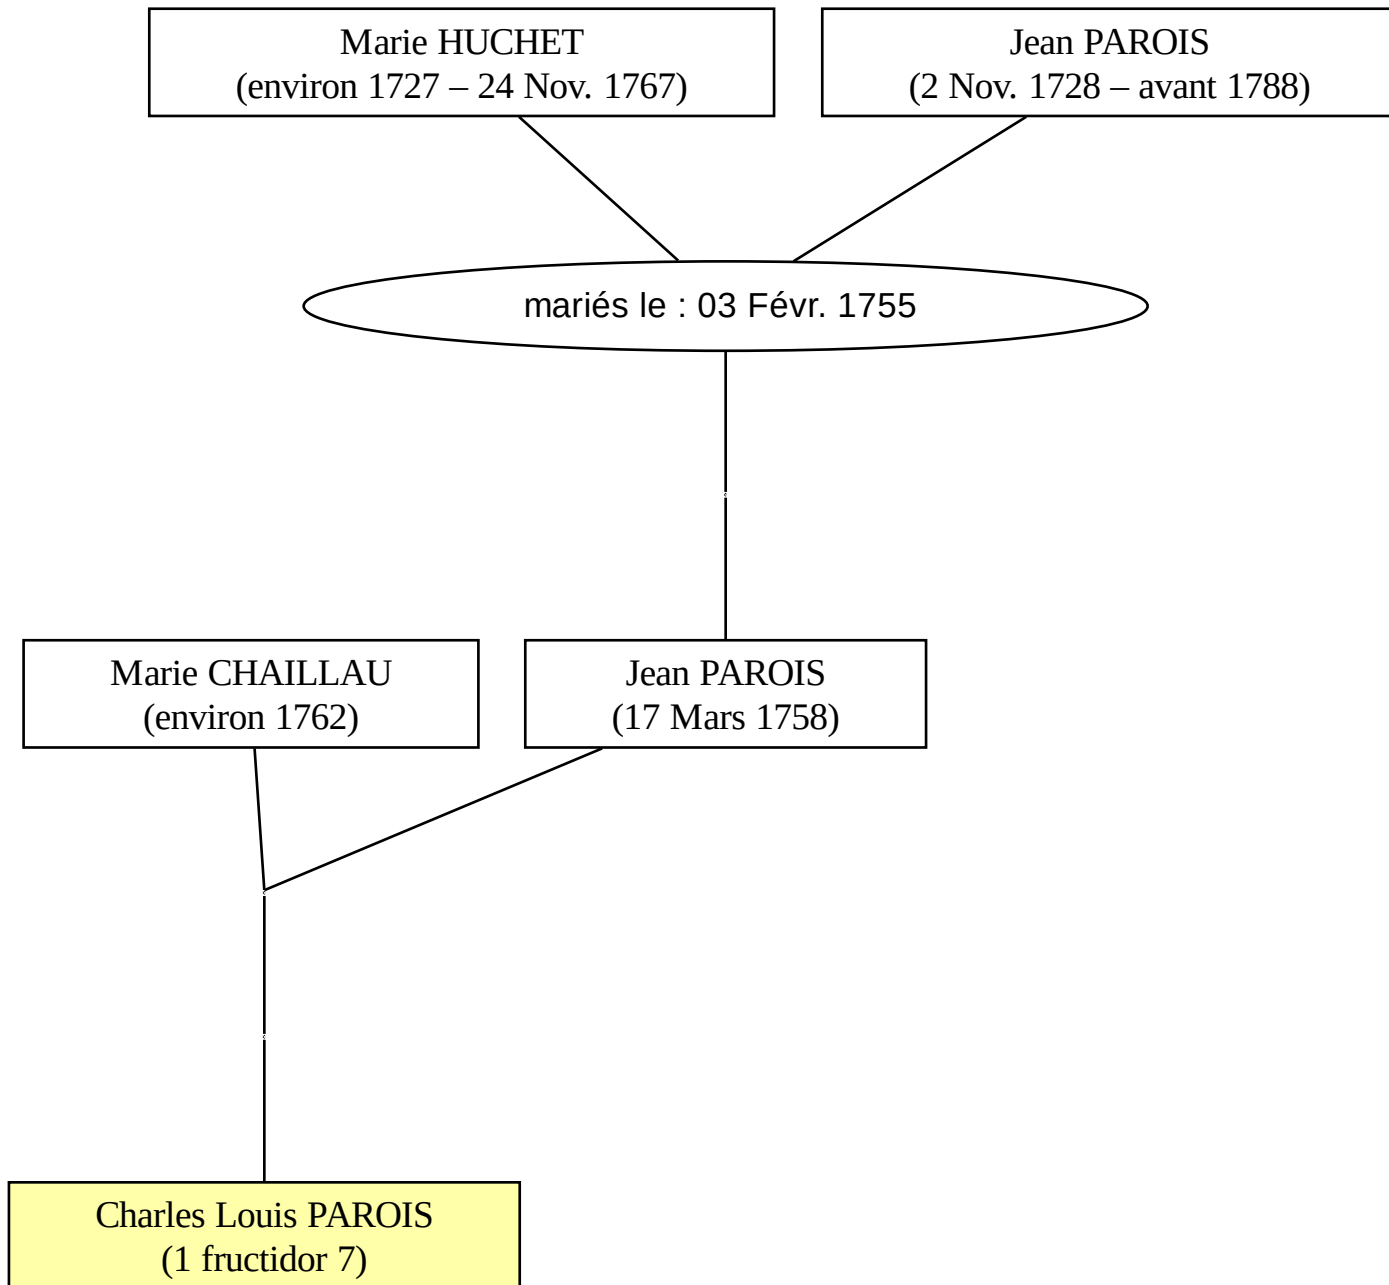 Marie HUCHET
(environ 1727 – 24 Nov. 1767)
Jean PAROIS
(2 Nov. 1728 – avant 1788)
mariés le : 03 Févr. 1755
Marie CHAILLAU
(environ 1762)
Jean PAROIS
(17 Mars 1758)
Charles Louis PAROIS
(1 fructidor 7)